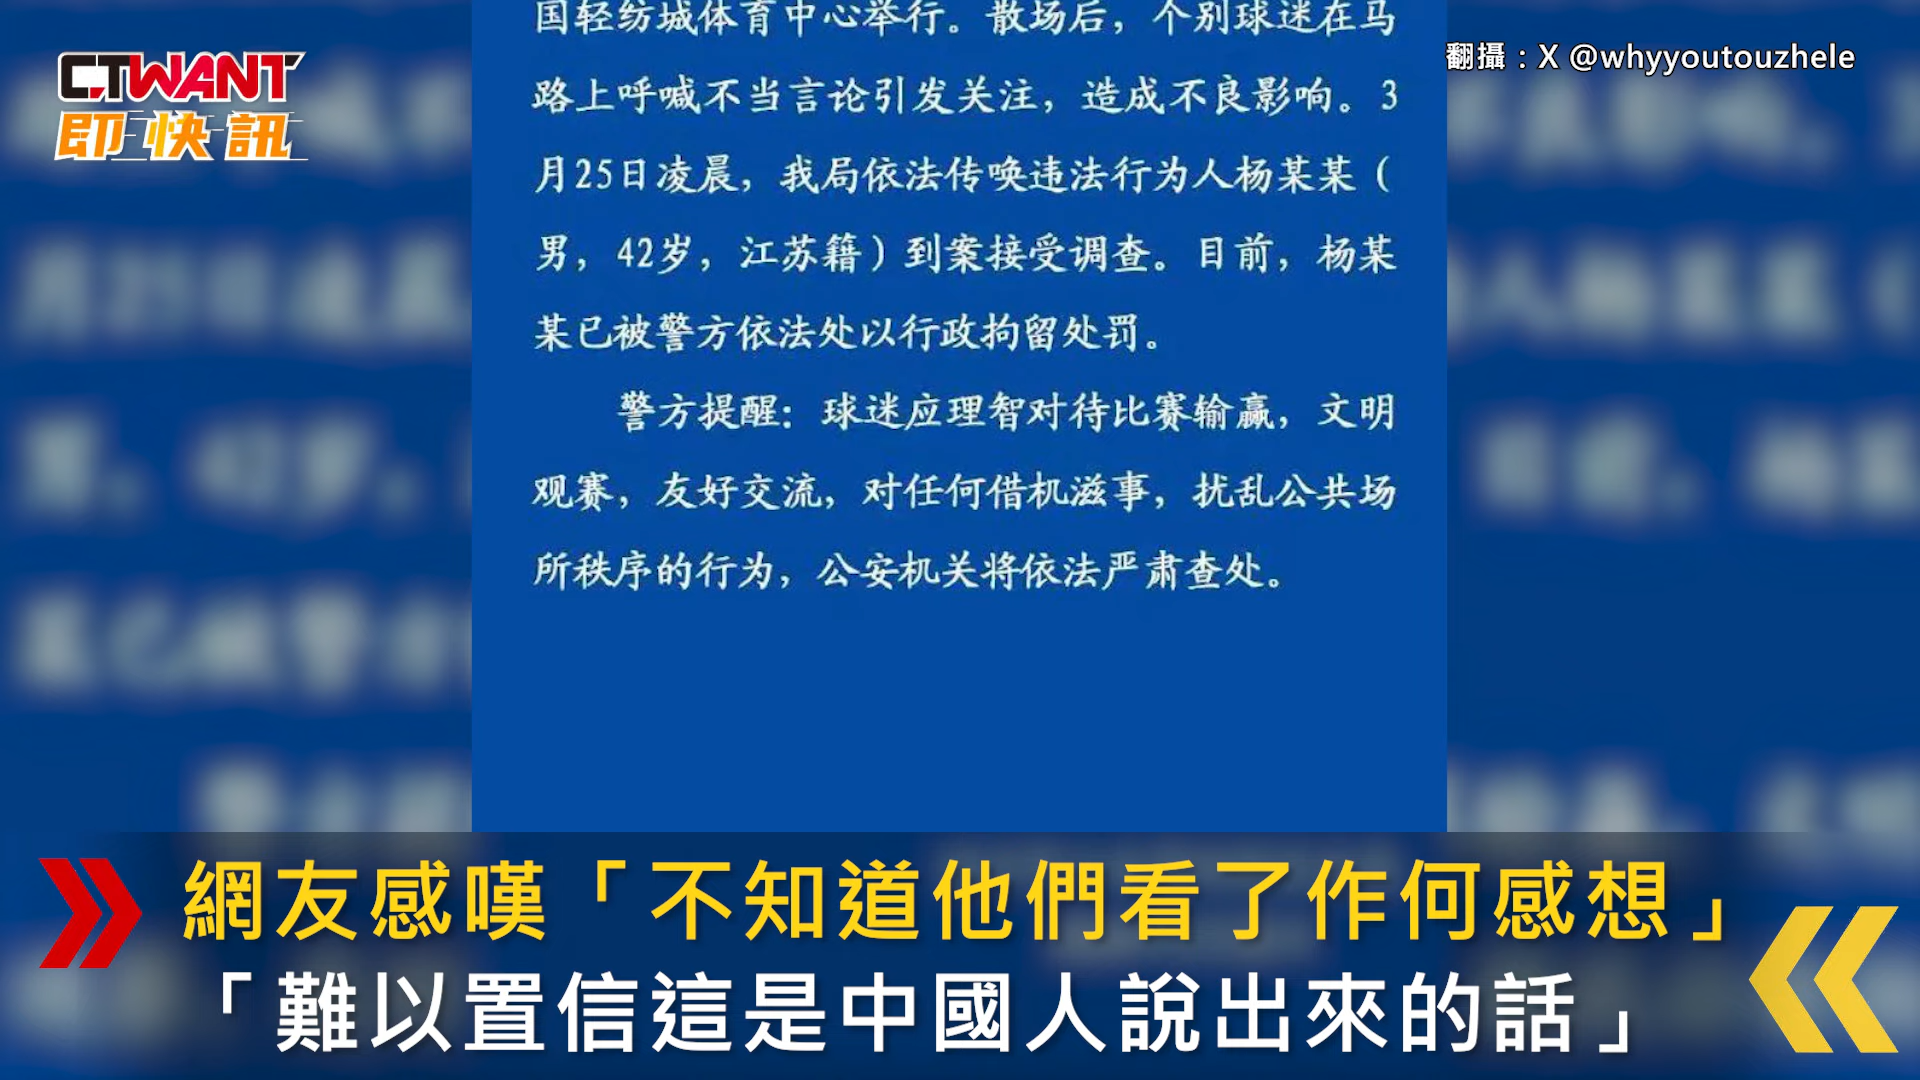 CTWANT
即快訊
翻攝：X @whyyoutouzhele
国轻纺城体育中心举行。散场后，个别球迷在马
路上呼喊不当言论引发关注，造成不良影响。3
月25日凌晨，我局依法传唤违法行为人杨某某（
男，42岁，江苏籍）到案接受调查。目前，杨某
某已被警方依法处以行政拘留处罚。
警方提醒：球迷应理智对待比赛输赢，文明
观赛，友好交流，对任何借机滋事，扰乱公共场
所秩序的行为，公安机关将依法严肃查处。
網友感嘆「不知道他們看了作何感想」
「難以置信這是中國人說出來的話」